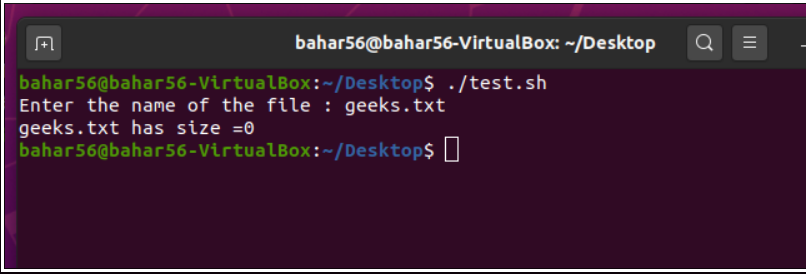 bahar56@bahar56-VirtualBox: ~/Desktop
bahar56@bahar56-VirtualBox:~/Desktop$ ./test.sh
Enter the name of the file : geeks.txt
geeks.txt has size =0
bahar56@bahar56-VirtualBox:~/Desktop$